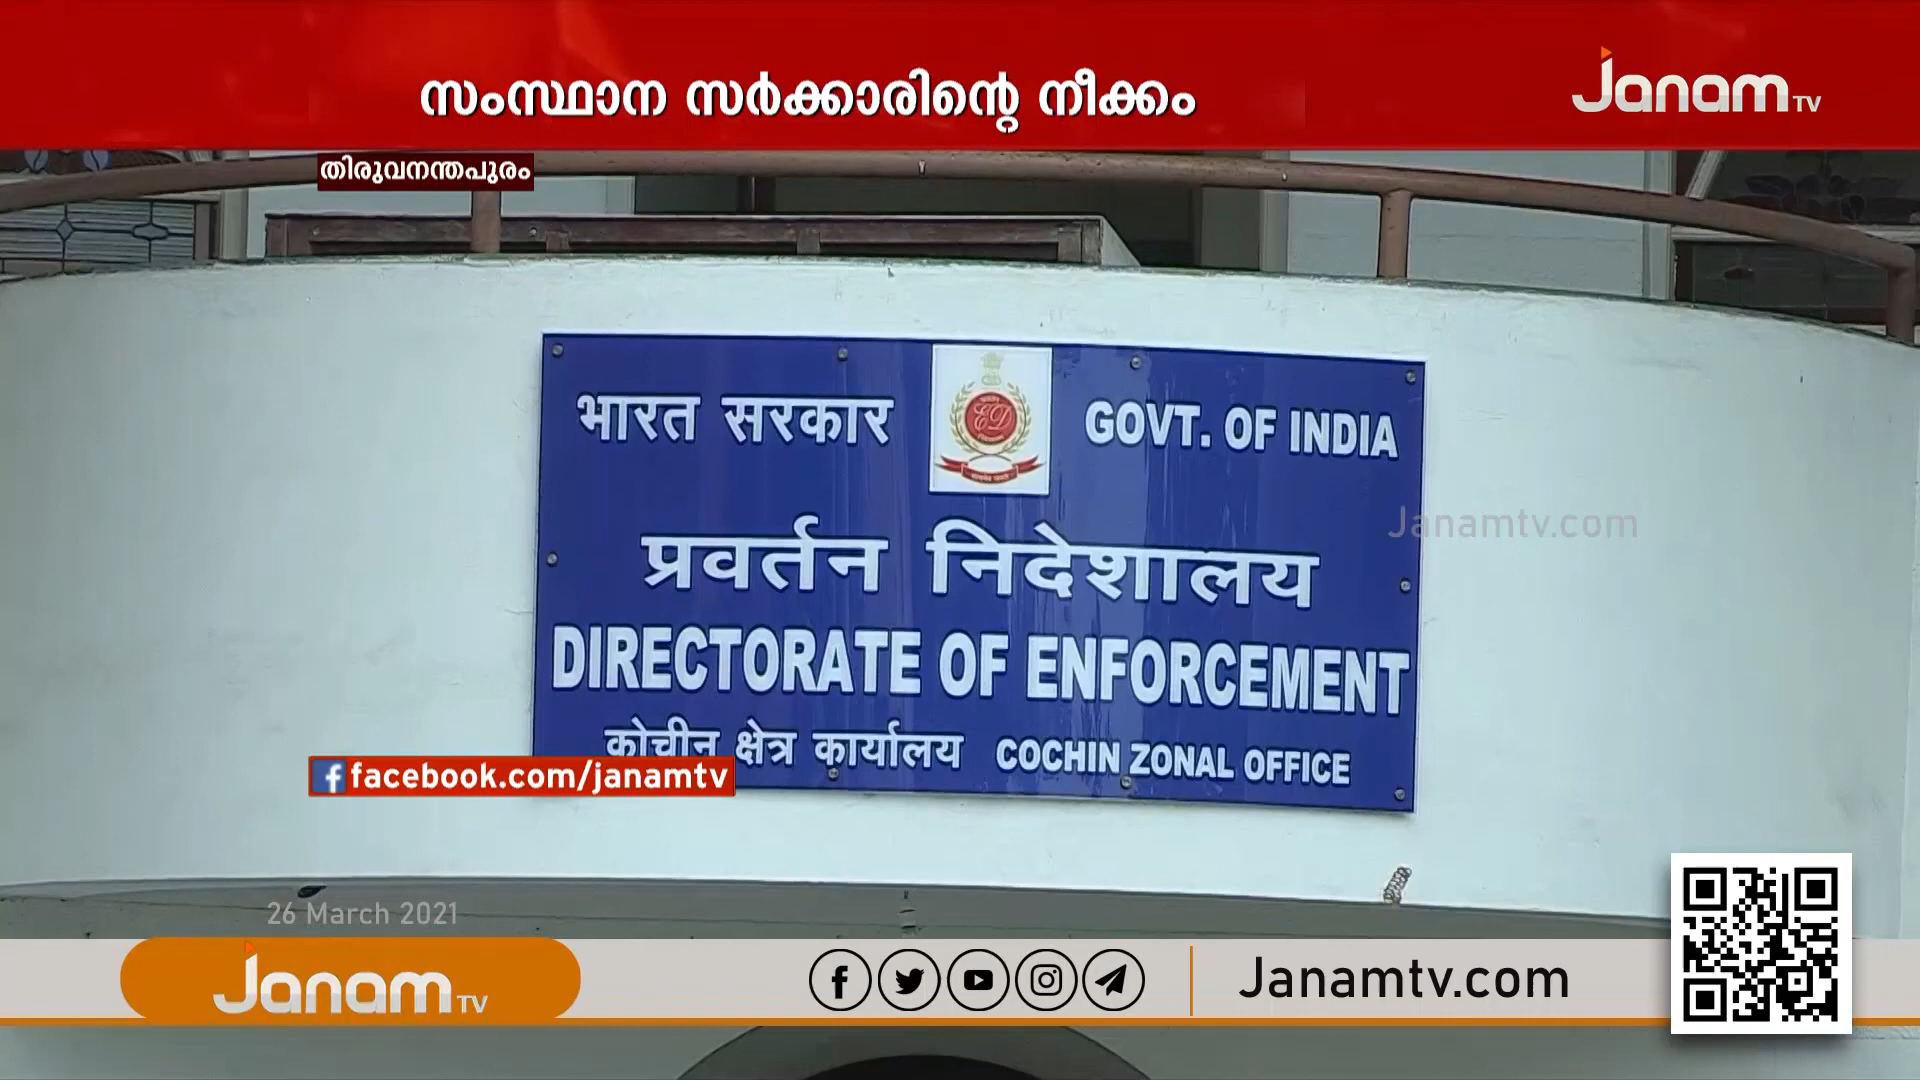 സംസ്ഥാന സർക്കാരിന്റെ നീക്കം
Janam TV
തിരുവനന്തപുരം
भारत सरकार
GOVT. OF INDIA
Janamtv.com
प्रवर्तन निदेशालय
DIRECTORATE OF ENFORCEMENT
कोचीन क्षेत्र कार्यालय COCHIN ZONAL OFFICE
facebook.com/janamtv
26 March 2021
Janam TV
Janamtv.com